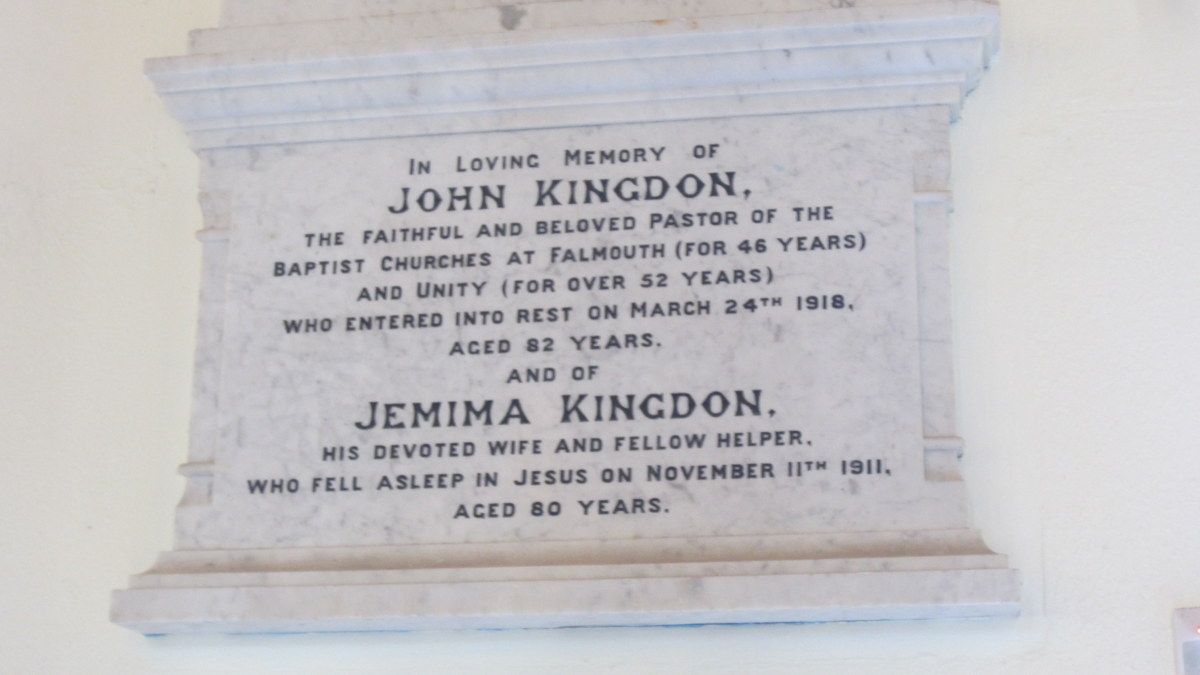 IN LOVING MEMORY OF
JOHN KINGDON,
THE FAITHFUL AND BELOVED PASTOR OF THE
BAPTIST CHURCHES AT FALMOUTH (FOR 46 YEARS)
AND UNITY (FOR OVER 52 YEARS)
WHO ENTERED INTO REST ON MARCH 24TH 1918,
AGED 82 YEARS.
AND OF
JEMIMA KINGDON,
HIS DEVOTED WIFE AND FELLOW HELPER,
WHO FELL ASLEEP IN JESUS ON NOVEMBER 11TH 1911,
AGED 80 YEARS.